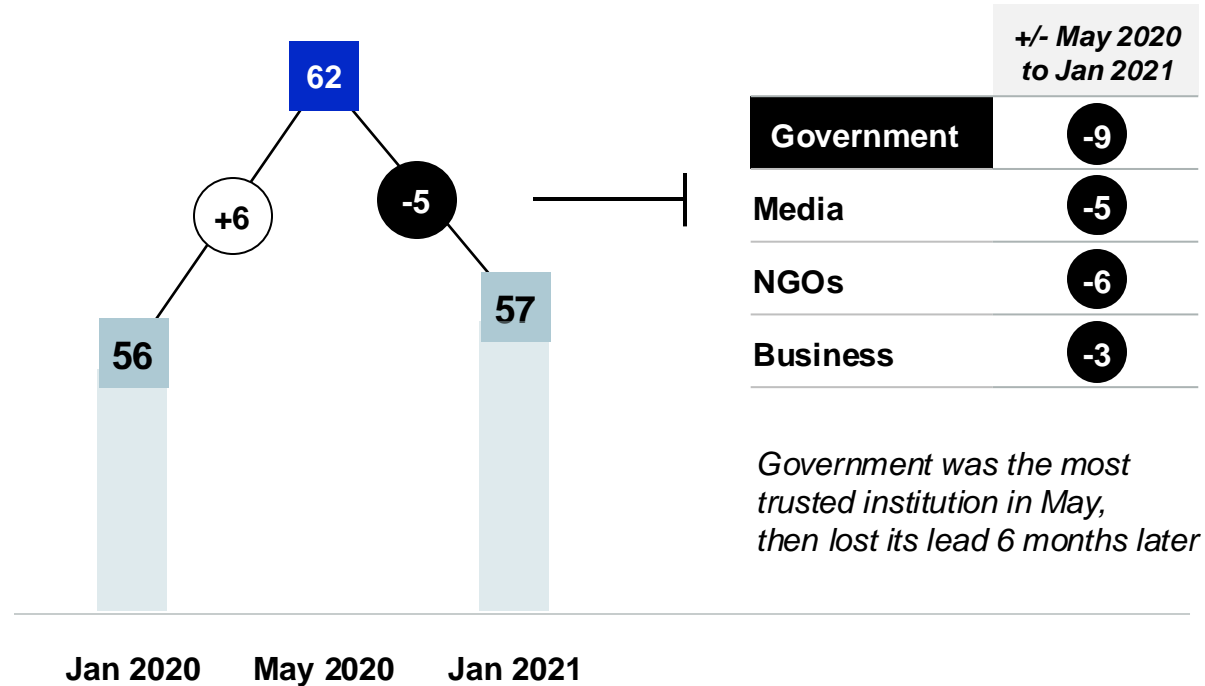 62
+6
-5
56
57
Jan 2020 May 2020 Jan 2021
+/- May 2020
to Jan 2021
Government -9
Media -5
NGOs -6
Business -3
Government was the most
trusted institution in May,
then lost its lead 6 months later